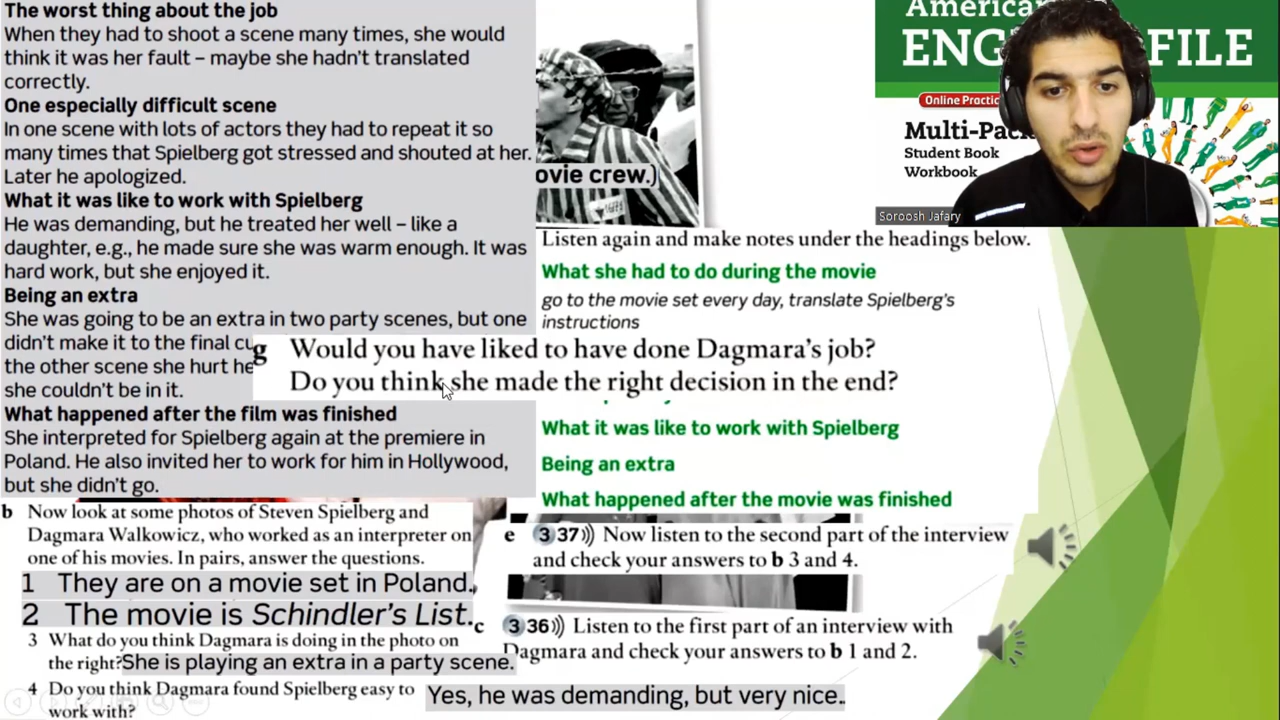 The worst thing about the job
When they had to shoot a scene many times, she would
think it was her fault – maybe she hadn't translated
correctly.
One especially difficult scene
In one scene with lots of actors they had to repeat it so
many times that Spielberg got stressed and shouted at her.
Later he apologized.
What it was like to work with Spielberg
He was demanding, but he treated her well – like a
daughter, e.g., he made sure she was warm enough. It was
hard work, but she enjoyed it.
Being an extra
She was going to be an extra in two party scenes, but one
didn't make it to the final
the other scene she hurt
she couldn't be in it.
What happened after the film was finished
She interpreted for Spielberg again at the premiere in
Poland. He also invited her to work for him in Hollywood,
but she didn't go.
ovie crew.)
American
ENG FILE
Online
Multi-Pack
Student Book
Workbook
Soroosh Jafary
Listen again and make notes under the headings below.
What she had to do during the movie
go to the movie set every day, translate Spielberg's
instructions
g Would you have liked to have done Dagmara's job?
Do you think she made the right decision in the end?
What it was like to work with Spielberg
Being an extra
What happened after the movie was finished
b Now look at some photos of Steven Spielberg and
Dagmara Walkowicz, who worked as an interpreter on
one of his movies. In pairs, answer the questions.
1 They are on a movie set in Poland.
2 The movie is Schindler's List.
3 What do you think Dagmara is doing in the photo on
the right? She is playing an extra in a party scene.
4 Do you think Dagmara found Spielberg easy to
work with?
Yes, he was demanding, but very nice.
e 3 37)) Now listen to the second part of the interview
and check your answers to b 3 and 4.
c 3 36)) Listen to the first part of an interview with
Dagmara and check your answers to b 1 and 2.